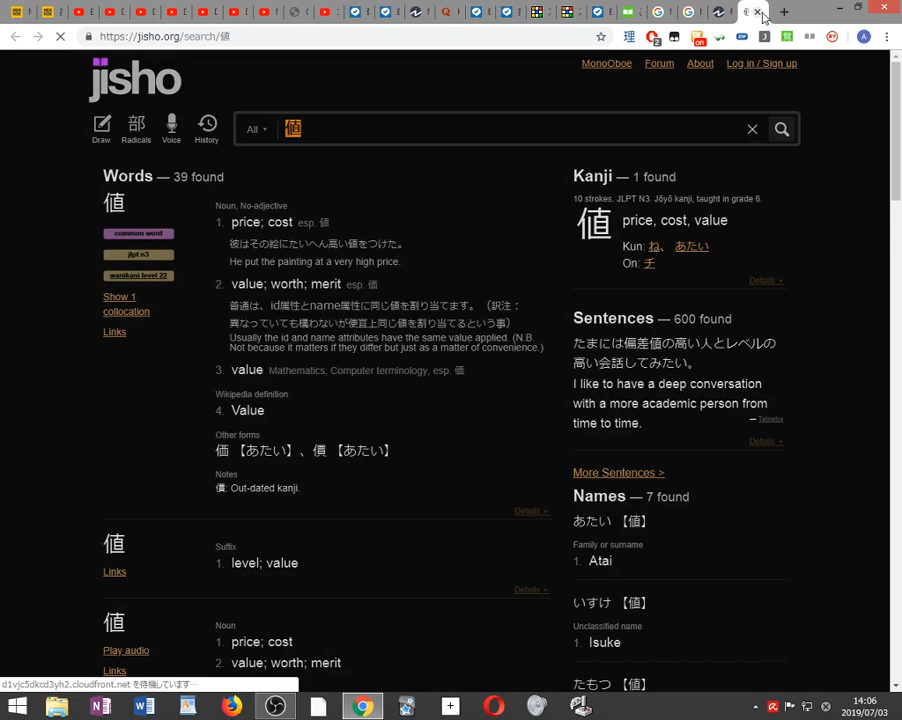 https://jisho.org/search/値
MonoOboe Forum About Log in / Sign up
jisho
Draw Radicals Voice History
All 値
Words — 39 found
値
common word
jlpt n3
wanikani level 22
Show 1
collocation
Links
Noun, No-adjective
1. price; cost esp. 値
彼はその絵にたいへん高い値をつけた。
He put the painting at a very high price.
2. value; worth; merit esp. 値
普通は、id属性とname属性に同じ値を割り当てます。（訳注：
異なっていても構わないが便宜上同じ値を割り当てるという事）
Usually the id and name attributes have the same value applied. (N.B.
Not because it matters if they differ but just as a matter of convenience.)
3. value Mathematics, Computer terminology, esp. 値
Wikipedia definition
4. Value
Other forms
価 【あたい】、價 【あたい】
Notes
價: Out-dated kanji.
Details
値
Links
Suffix
1. level; value
Details
値
Play audio
Links
Noun
1. price; cost
2. value; worth; merit
Kanji — 1 found
10 strokes. JLPT N3. Jōyō kanji, taught in grade 6.
値
price, cost, value
Kun: ね、 あたい
On: チ
Details
Sentences — 600 found
たまには偏差値の高い人とレベルの
高い会話してみたい。
I like to have a deep conversation
with a more academic person from
time to time.
— Tatoeba
Details
More Sentences >
Names — 7 found
あたい 【値】
Family or surname
1. Atai
いすけ 【値】
Unclassified name
1. Isuke
たもつ 【値】
d1vjc5dkcd3yh2.cloudfront.net を待機しています…
14:06
2019/07/03